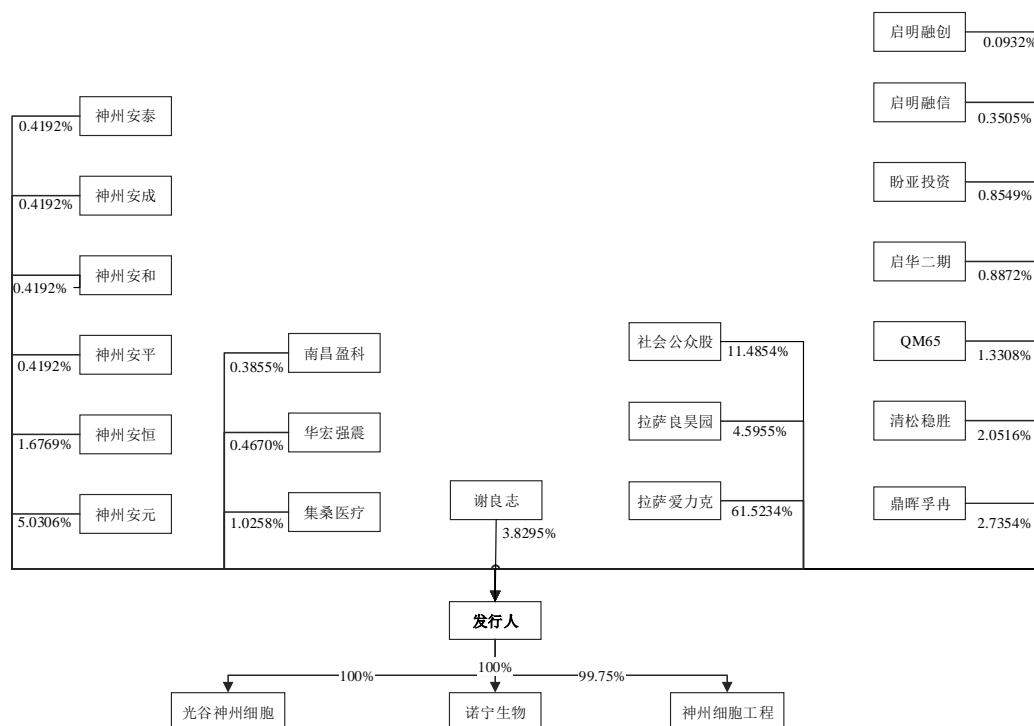 启明融创
0.0932%
神州安泰
0.4192%
启明融信
0.3505%
神州安成
0.4192%
盼亚投资
0.8549%
神州安和
0.4192%
启华二期
0.8872%
神州安平
0.4192%
南昌盈科
0.3855%
社会公众股
11.4854%
QM65
1.3308%
神州安恒
1.6769%
华宏强震
0.4670%
拉萨良昊园
4.5955%
清松稳胜
2.0516%
神州安元
5.0306%
集桑医疗
1.0258%
谢良志
3.8295%
拉萨爱力克
61.5234%
鼎晖孚冉
2.7354%
发行人
100%
100%
99.75%
光谷神州细胞
诺宁生物
神州细胞工程